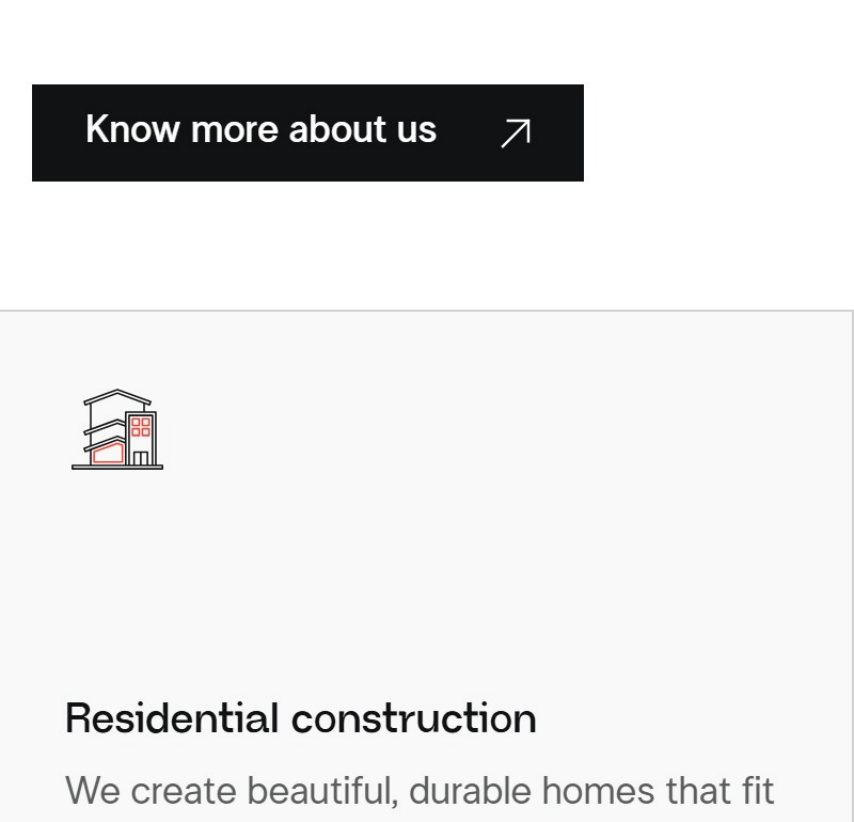 Know more about us
Residential construction
We create beautiful, durable homes that fit